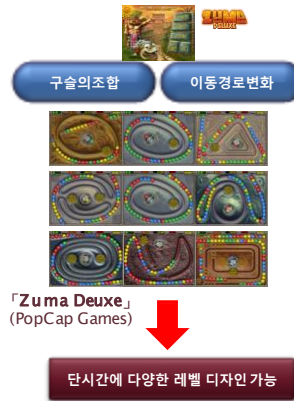 ZUMA
DELUXE
구슬의조합
이동경로변화
「Zuma Deuxe」
(PopCap Games)
단시간에 다양한 레벨 디자인 가능